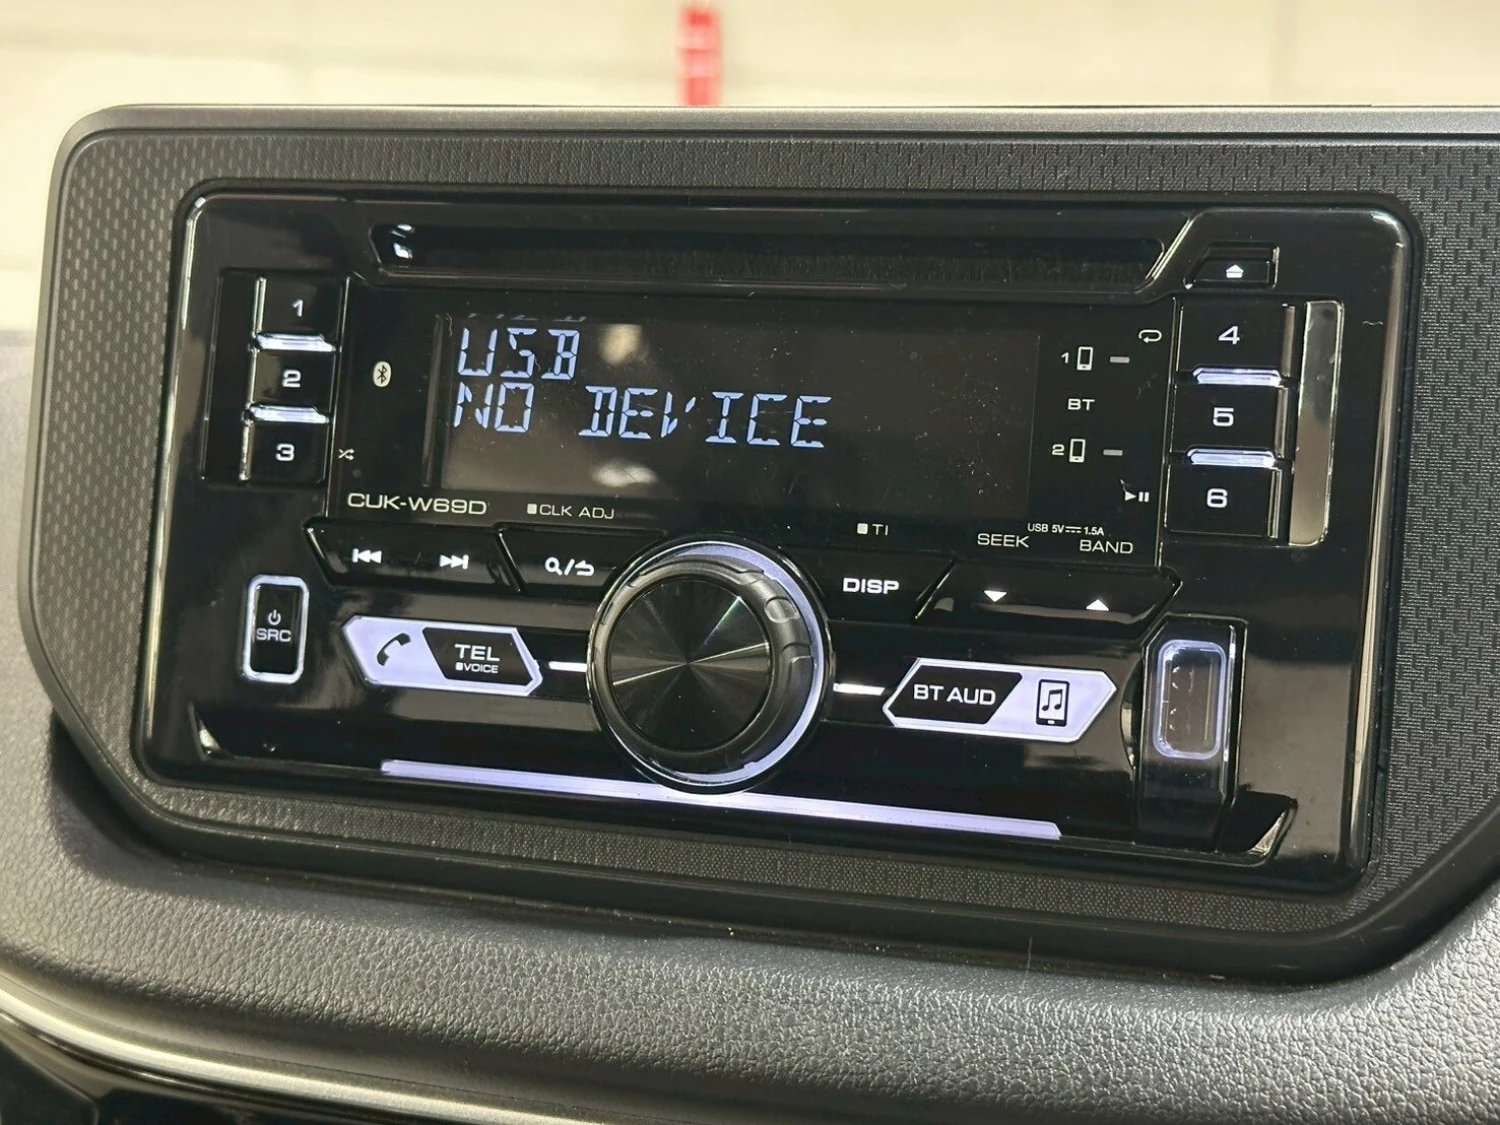 1
2
3
USB
NO DEVICE
1
BT
2
4
5
6
CUK-W69D
CLK ADJ
TI
SEEK
USB 5V 1.5A
BAND
DISP
SRC
TEL
VOICE
BT AUD